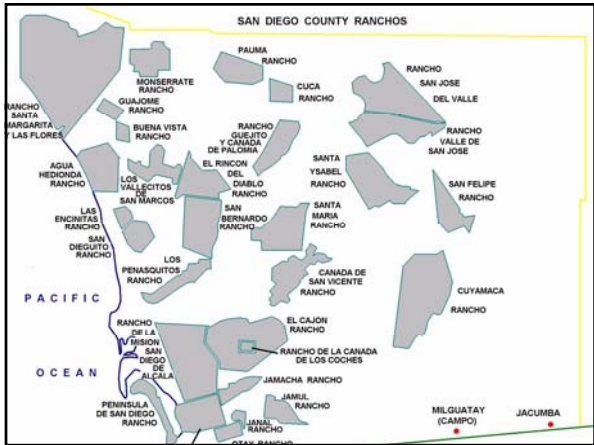 SAN DIEGO COUNTY RANCHOS
PAUMA
RANCHO
MONSERRATE
RANCHO
CUCA
RANCHO
RANCHO
SAN JOSE
DEL VALLE
RANCHO
SANTA
MARGARITA
Y LAS FLORES
GUAJOME
RANCHO
BUENA VISTA
RANCHO
RANCHO
GUEJITO
Y CANADA
DE PALOMIA
RANCHO
VALLE DE
SAN JOSE
AGUA
HEDIONDA
RANCHO
LOS
VALLECITOS
DE
SAN MARCOS
EL RINCON
DEL
DIABLO
RANCHO
SANTA
YSABEL
RANCHO
SAN FELIPE
RANCHO
LAS
ENCINITAS
RANCHO
SAN
BERNARDO
RANCHO
SANTA
MARIA
RANCHO
SAN
DIEGUITO
RANCHO
LOS
PENASQUITOS
RANCHO
CANADA DE
SAN VICENTE
RANCHO
CUYAMACA
RANCHO
PACIFIC
OCEAN
RANCHO
DE LA
MISION
SAN
DIEGO
DE
ALCALA
EL CAJON
RANCHO
RANCHO DE LA CANADA
DE LOS COCHES
JAMACHA RANCHO
PENINSULA
DE SAN DIEGO
RANCHO
JAMUL
RANCHO
JANAL
RANCHO
OTAY RANCHO
MILGUATAY
(CAMPO)
JACUMBA